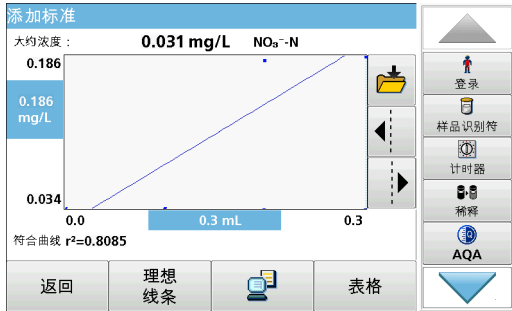 添加标准
大约浓度：
0.031 mg/L NO₃⁻-N
0.186
0.186
mg/L
0.034
0.0
0.3 mL
0.3
符合曲线 r²=0.8085
返回
理想
线条
表格
登录
样品识别符
计时器
稀释
AQA